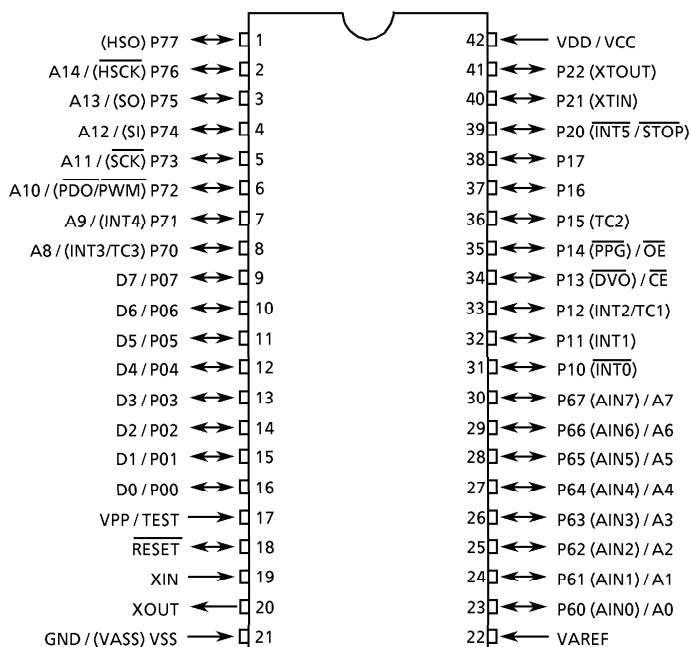 (HSO) P77 1 42 VDD / VCC
A14 / (HSCK) P76 2 41 P22 (XTOUT)
A13 / (SO) P75 3 40 P21 (XTIN)
A12 / (SI) P74 4 39 P20 (INT5 / STOP)
A11 / (SCK) P73 5 38 P17
A10 / (PDO/PWM) P72 6 37 P16
A9 / (INT4) P71 7 36 P15 (TC2)
A8 / (INT3/TC3) P70 8 35 P14 (PPG) / OE
D7 / P07 9 34 P13 (DVO) / CE
D6 / P06 10 33 P12 (INT2/TC1)
D5 / P05 11 32 P11 (INT1)
D4 / P04 12 31 P10 (INT0)
D3 / P03 13 30 P67 (AIN7) / A7
D2 / P02 14 29 P66 (AIN6) / A6
D1 / P01 15 28 P65 (AIN5) / A5
D0 / P00 16 27 P64 (AIN4) / A4
VPP / TEST 17 26 P63 (AIN3) / A3
RESET 18 25 P62 (AIN2) / A2
XIN 19 24 P61 (AIN1) / A1
XOUT 20 23 P60 (AIN0) / A0
GND / (VASS) VSS 21 22 VAREF